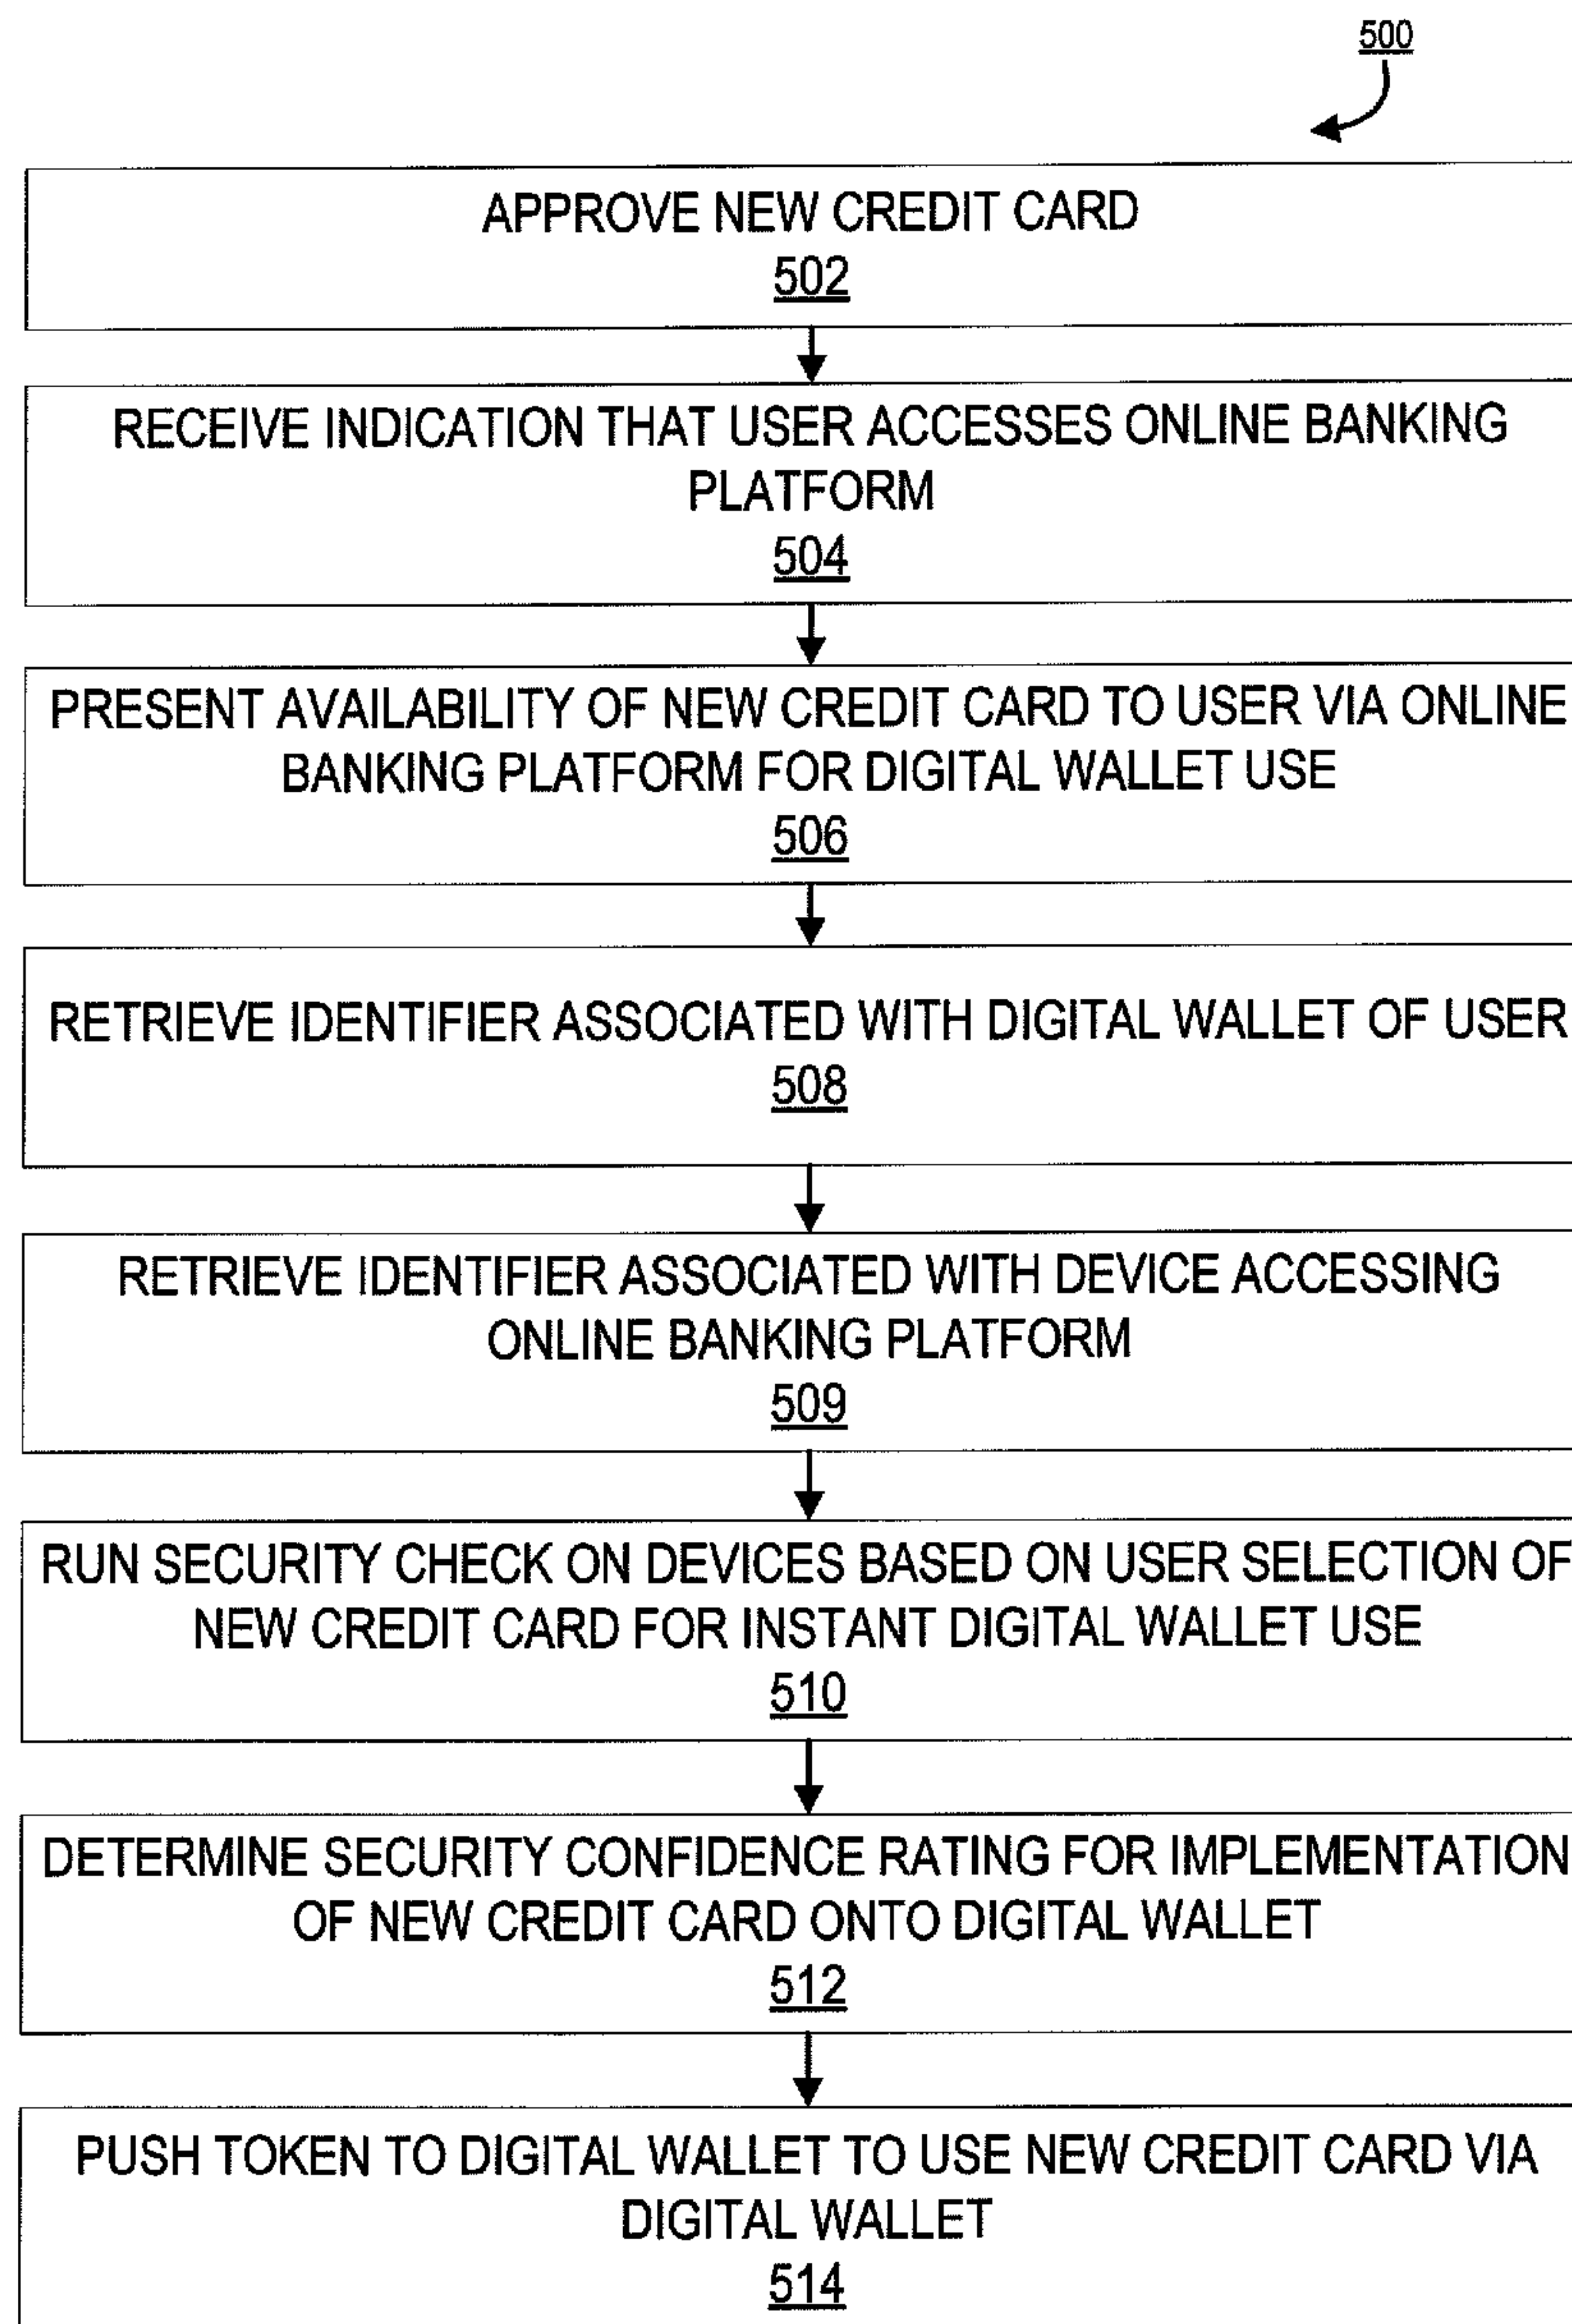 500
APPROVE NEW CREDIT CARD
502
RECEIVE INDICATION THAT USER ACCESSES ONLINE BANKING
PLATFORM
504
PRESENT AVAILABILITY OF NEW CREDIT CARD TO USER VIA ONLINE
BANKING PLATFORM FOR DIGITAL WALLET USE
506
RETRIEVE IDENTIFIER ASSOCIATED WITH DIGITAL WALLET OF USER
508
RETRIEVE IDENTIFIER ASSOCIATED WITH DEVICE ACCESSING
ONLINE BANKING PLATFORM
509
RUN SECURITY CHECK ON DEVICES BASED ON USER SELECTION OF
NEW CREDIT CARD FOR INSTANT DIGITAL WALLET USE
510
DETERMINE SECURITY CONFIDENCE RATING FOR IMPLEMENTATION
OF NEW CREDIT CARD ONTO DIGITAL WALLET
512
PUSH TOKEN TO DIGITAL WALLET TO USE NEW CREDIT CARD VIA
DIGITAL WALLET
514